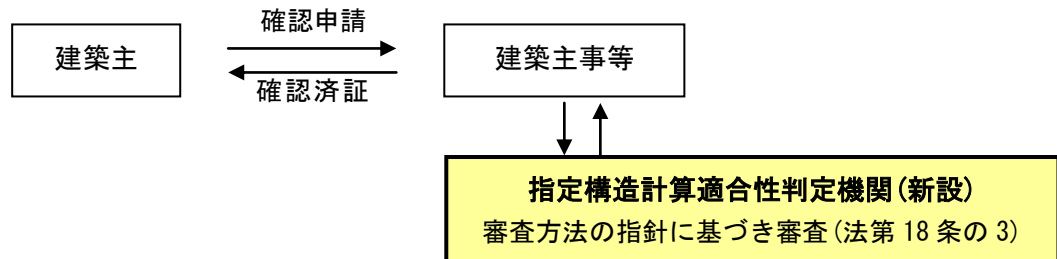 確認申請
建築主
建築主事等
確認済証
指定構造計算適合性判定機関(新設)
審査方法の指針に基づき審査(法第 18 条の 3)